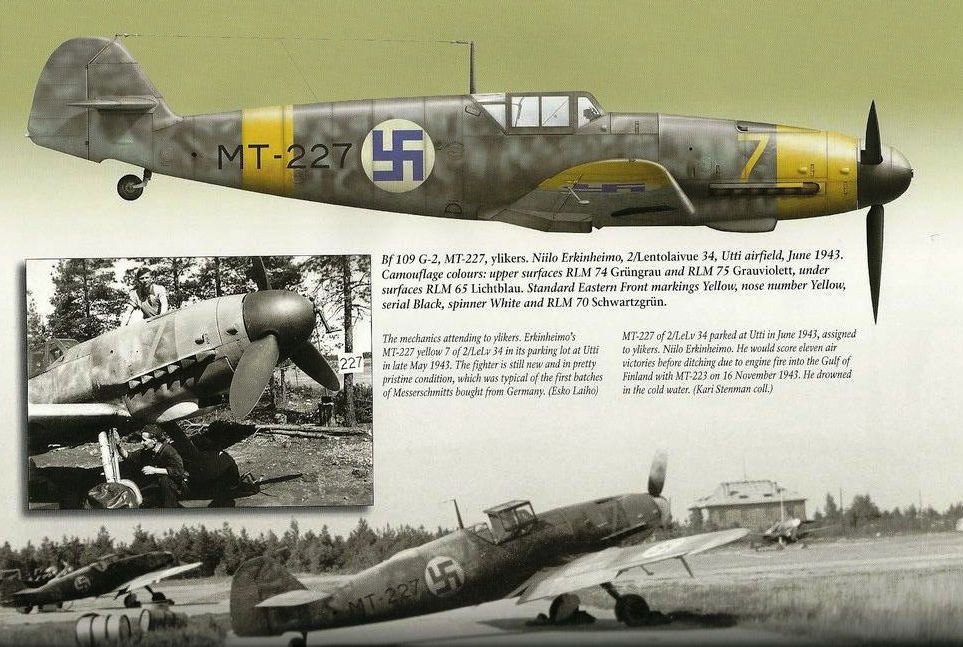 7
MT-227
Bf 109 G-2, MT-227, ylikers. Niilo Erkinheimo, 2/Lentolaivue 34, Utti airfield, June 1943.
Camouflage colours: upper surfaces RLM 74 Grüngrau and RLM 75 Grauviolett, under
surfaces RLM 65 Lichtblau. Standard Eastern Front markings Yellow, nose number Yellow,
serial Black, spinner White and RLM 70 Schwartzgrün.
The mechanics attending to ylikers. Erkinheimo's
MT-227 yellow 7 of 2/LeLv 34 in its parking lot at Utti
in late May 1943. The fighter is still new and in pretty
pristine condition, which was typical of the first batches
of Messerschmitts bought from Germany. (Esko Laiho)
MT-227 of 2/LeLv 34 parked at Utti in June 1943, assigned
to ylikers. Niilo Erkinheimo. He would score eleven air
victories before ditching due to engine fire into the Gulf of
Finland with MT-223 on 16 November 1943. He drowned
in the cold water. (Kari Stenman coll.)
7
227
7
MT-227